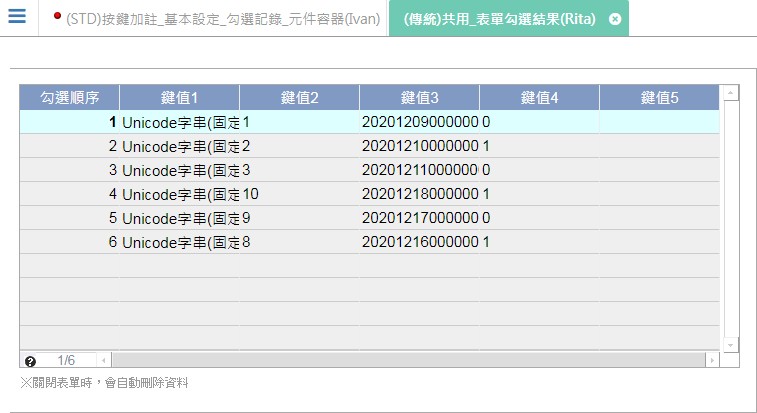 (STD)按鍵加註_基本設定_勾選記錄_元件容器(Ivan) (傳統)共用_表單勾選結果(Rita)
勾選順序 鍵值1 鍵值2 鍵值3 鍵值4 鍵值5
1 Unicode字串(固定 1 20201209000000 0
2 Unicode字串(固定 2 20201210000000 1
3 Unicode字串(固定 3 20201211000000 0
4 Unicode字串(固定 10 20201218000000 1
5 Unicode字串(固定 9 20201217000000 0
6 Unicode字串(固定 8 20201216000000 1
? 1/6
※關閉表單時，會自動刪除資料